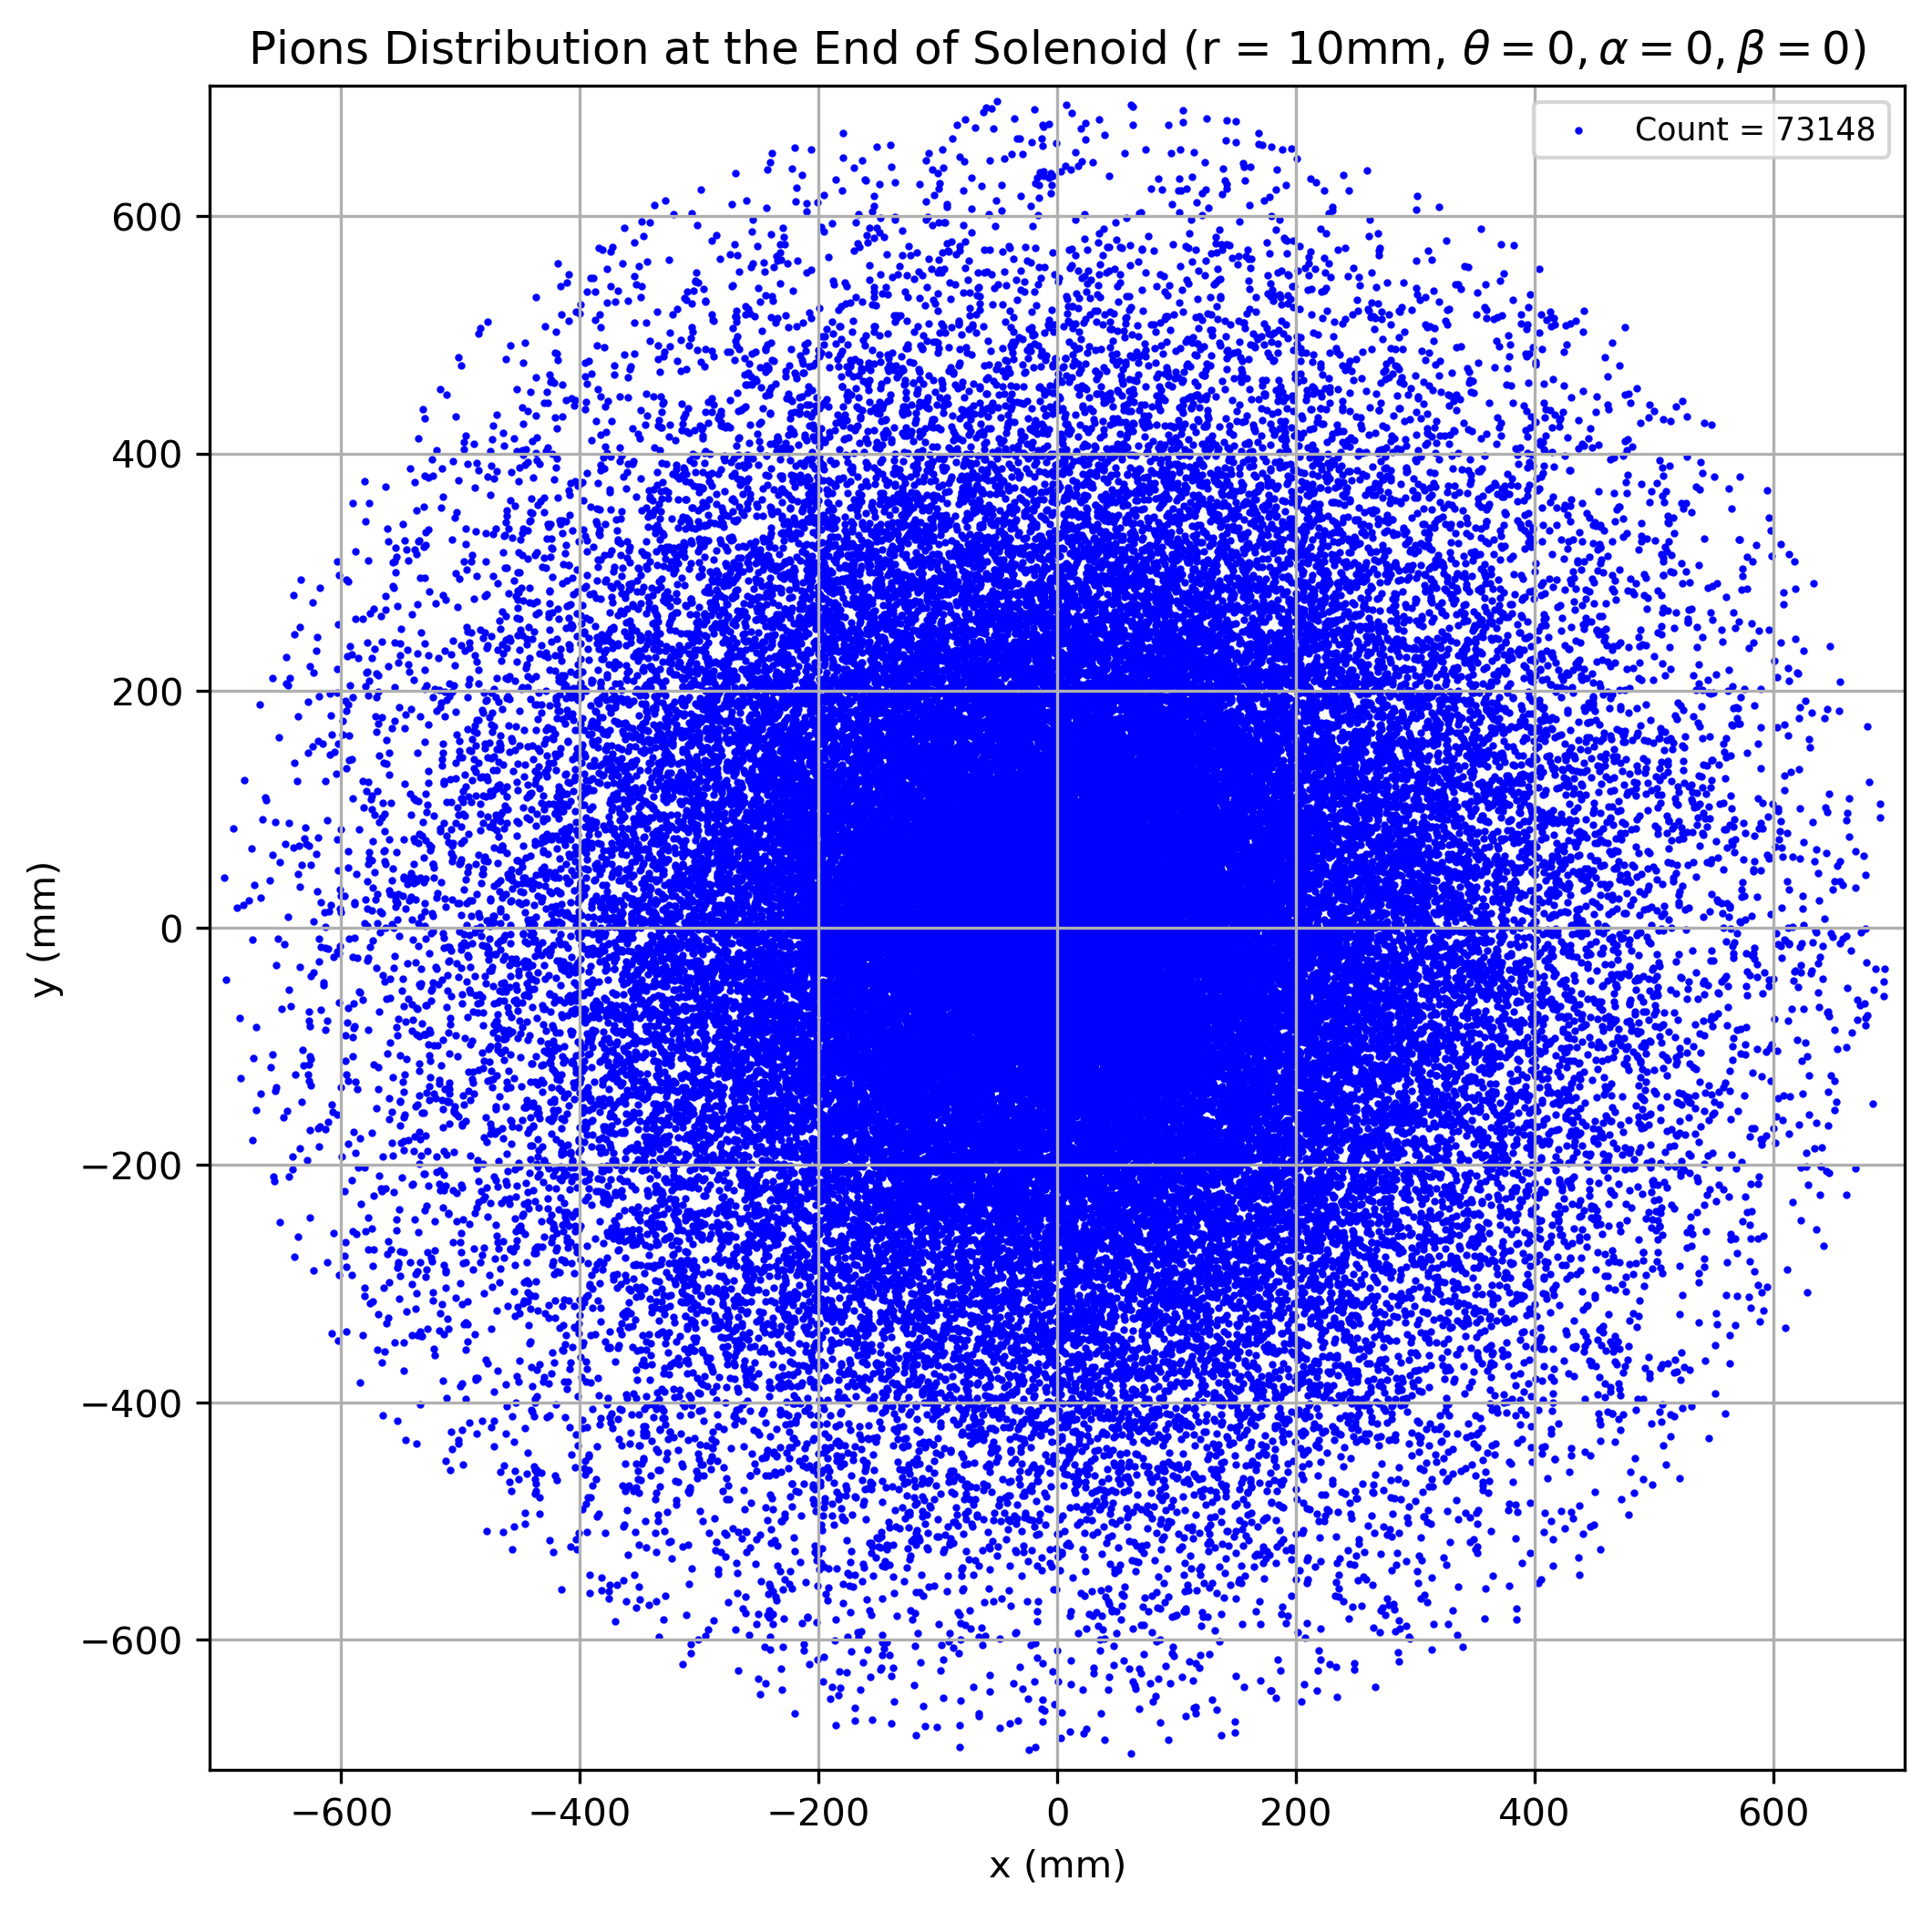 Pions Distribution at the End of Solenoid (r = 10mm, θ = 0, α = 0, β = 0)
Count = 73148
600
400
200
0
−200
−400
−600
y (mm)
−600 −400 −200 0 200 400 600
x (mm)